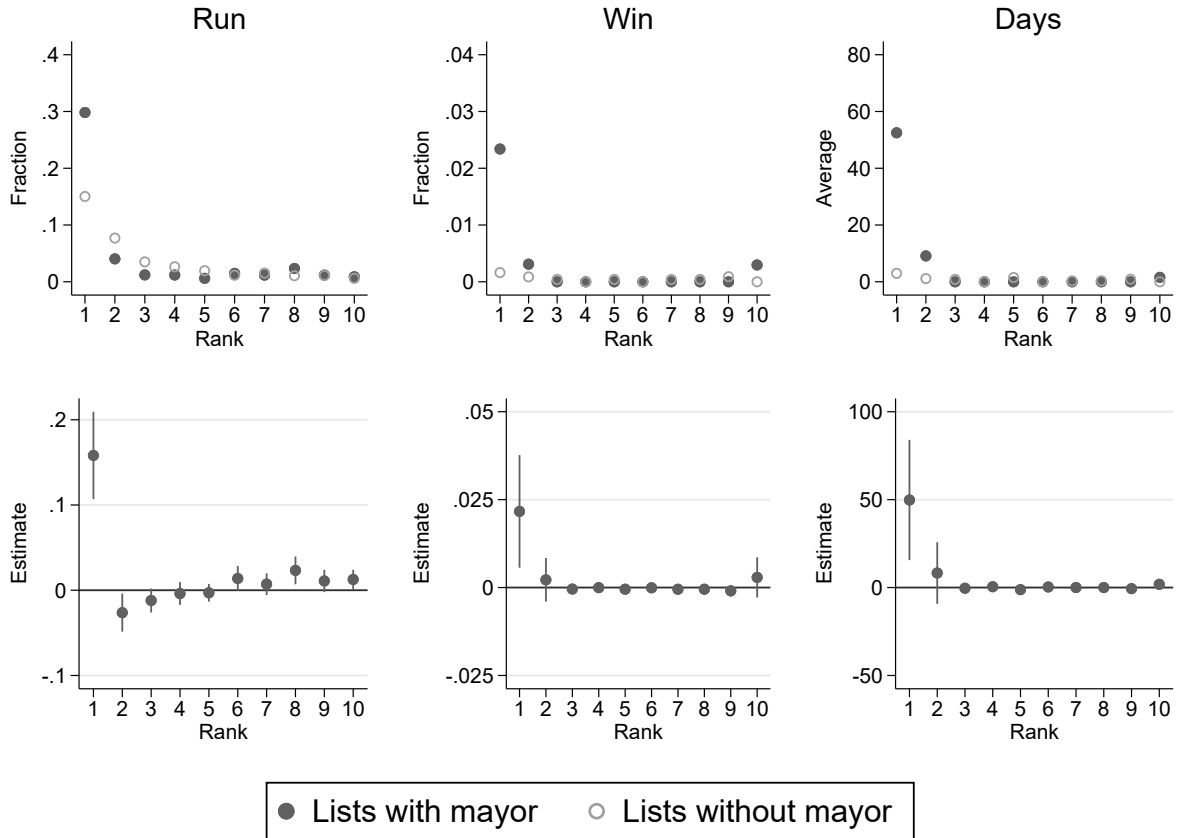 Run
.4
.3
.2
.1
0
Fraction
1 2 3 4 5 6 7 8 9 10
Rank
Win
.04
.03
.02
.01
0
Fraction
1 2 3 4 5 6 7 8 9 10
Rank
Days
80
60
40
20
0
Average
1 2 3 4 5 6 7 8 9 10
Rank
.2
.1
0
-.1
Estimate
1 2 3 4 5 6 7 8 9 10
Rank
.05
.025
0
-.025
Estimate
1 2 3 4 5 6 7 8 9 10
Rank
100
50
0
-50
Estimate
1 2 3 4 5 6 7 8 9 10
Rank
Lists with mayor
Lists without mayor